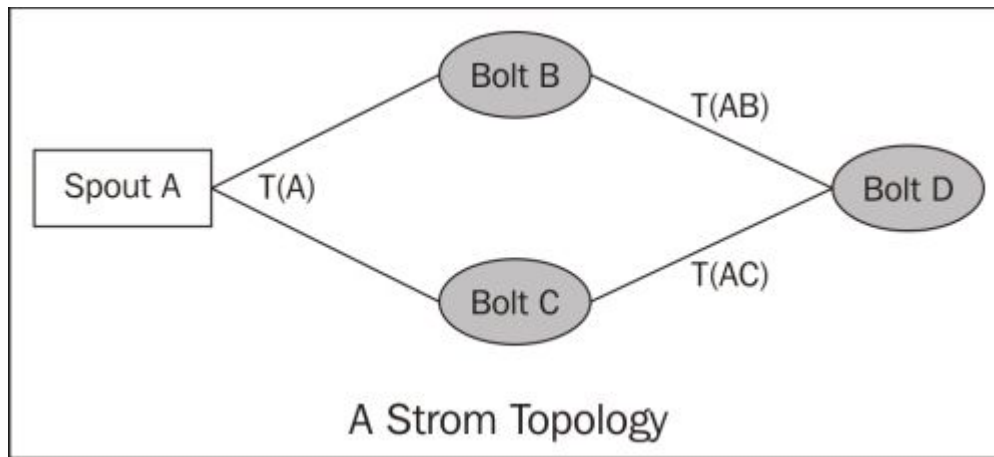 Bolt B
T(AB)
Spout A
T(A)
Bolt D
T(AC)
Bolt C
A Strom Topology